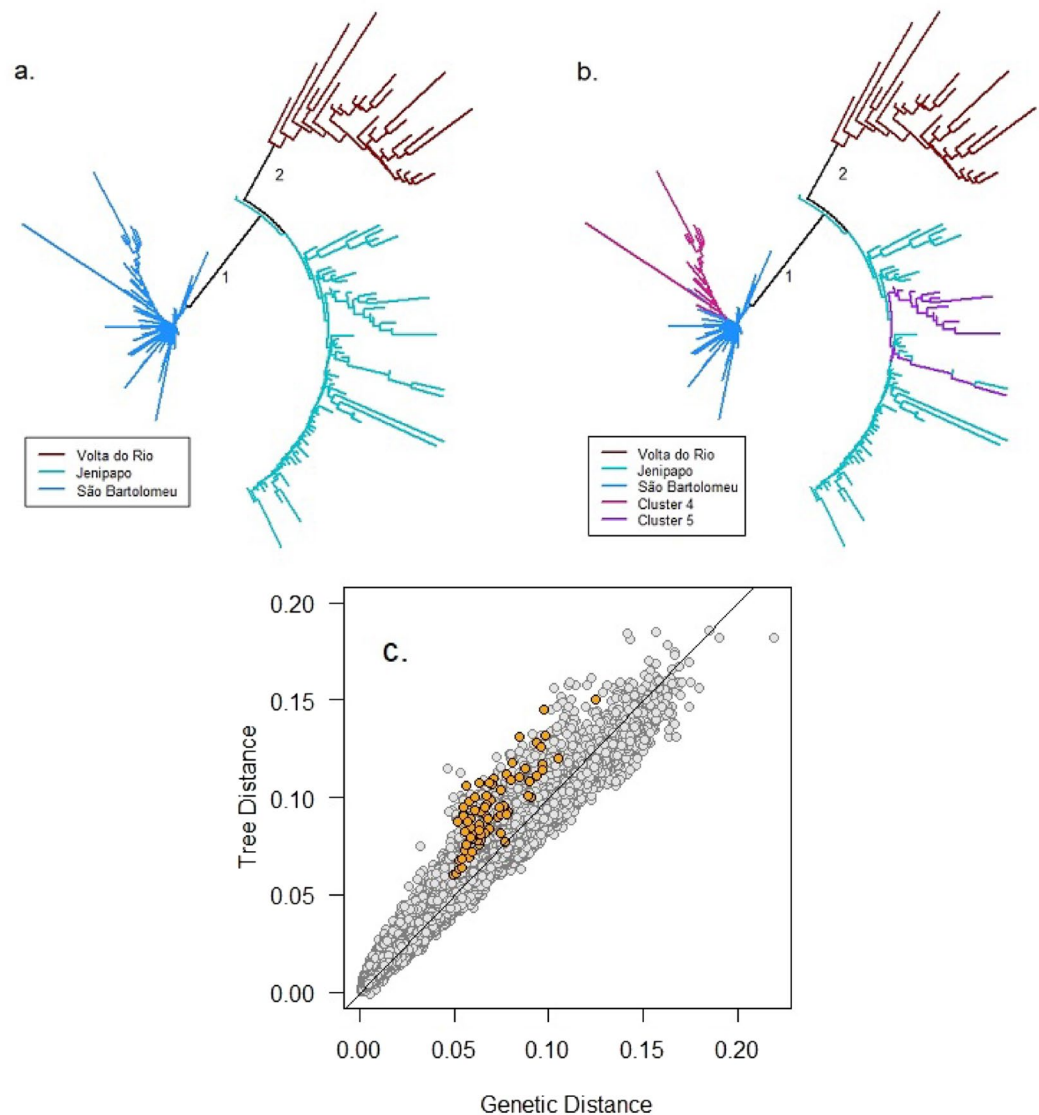 a.
2
1
Volta do Rio
Jenipapo
São Bartolomeu
b.
2
1
Volta do Rio
Jenipapo
São Bartolomeu
Cluster 4
Cluster 5
c.
Tree Distance
0.20
0.15
0.10
0.05
0.00
0.00 0.05 0.10 0.15 0.20
Genetic Distance